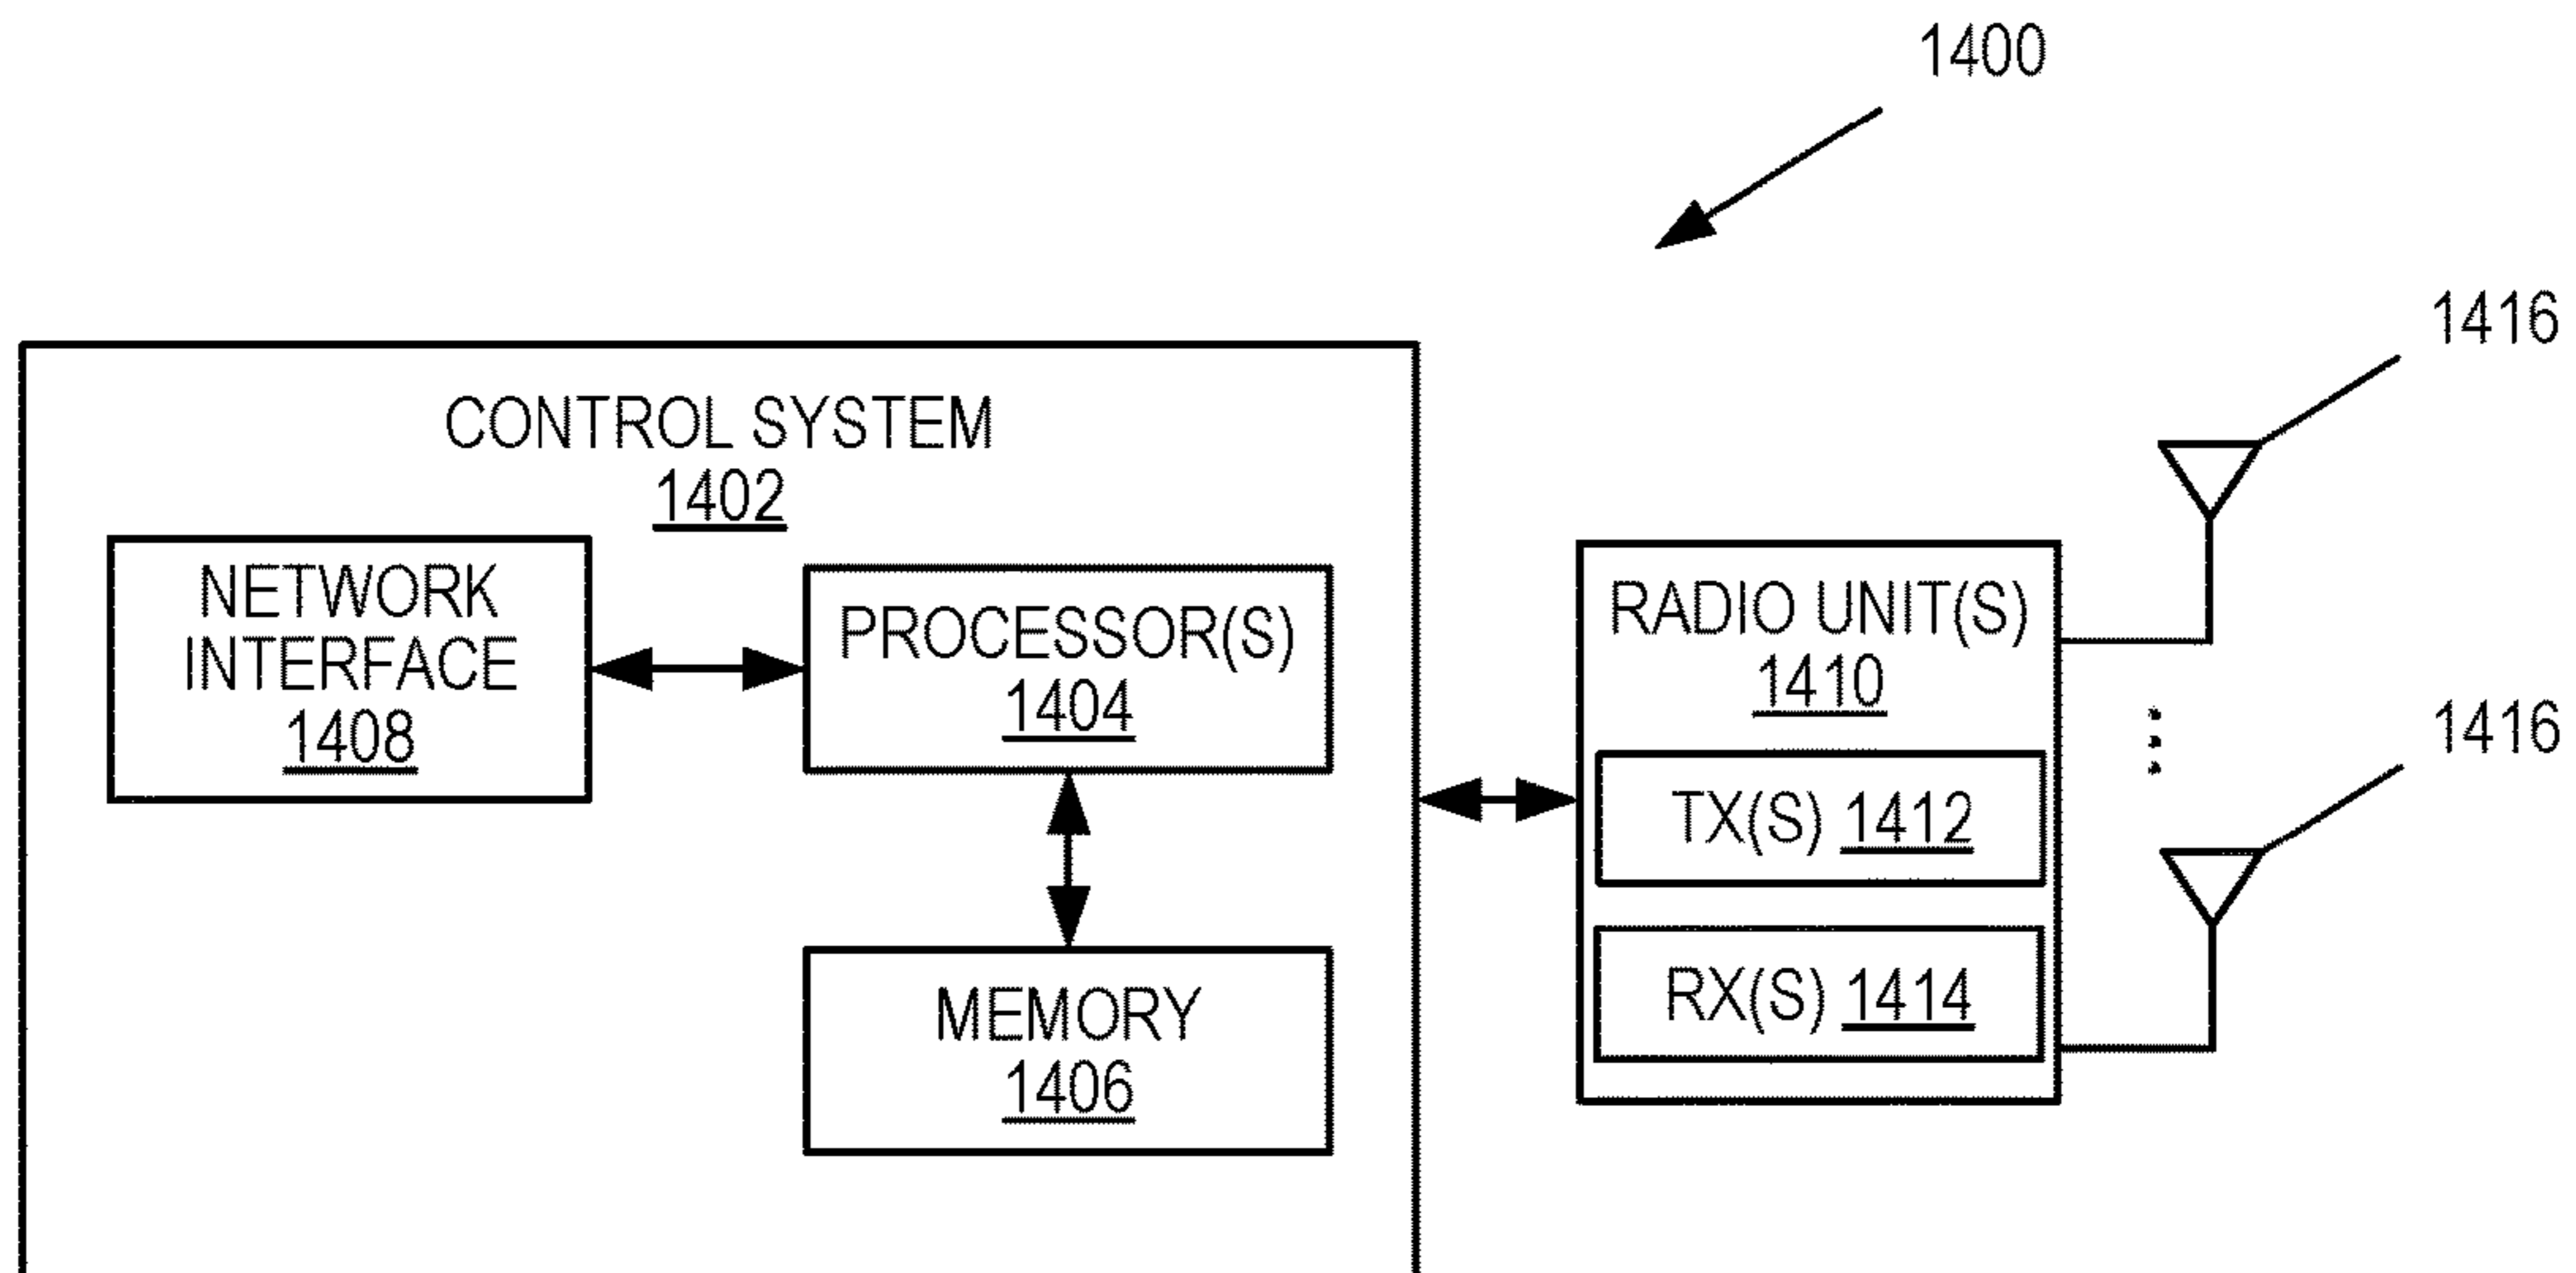 1400
1416
CONTROL SYSTEM
1402
NETWORK
INTERFACE
1408
PROCESSOR(S)
1404
MEMORY
1406
RADIO UNIT(S)
1410
TX(S) 1412
RX(S) 1414
1416